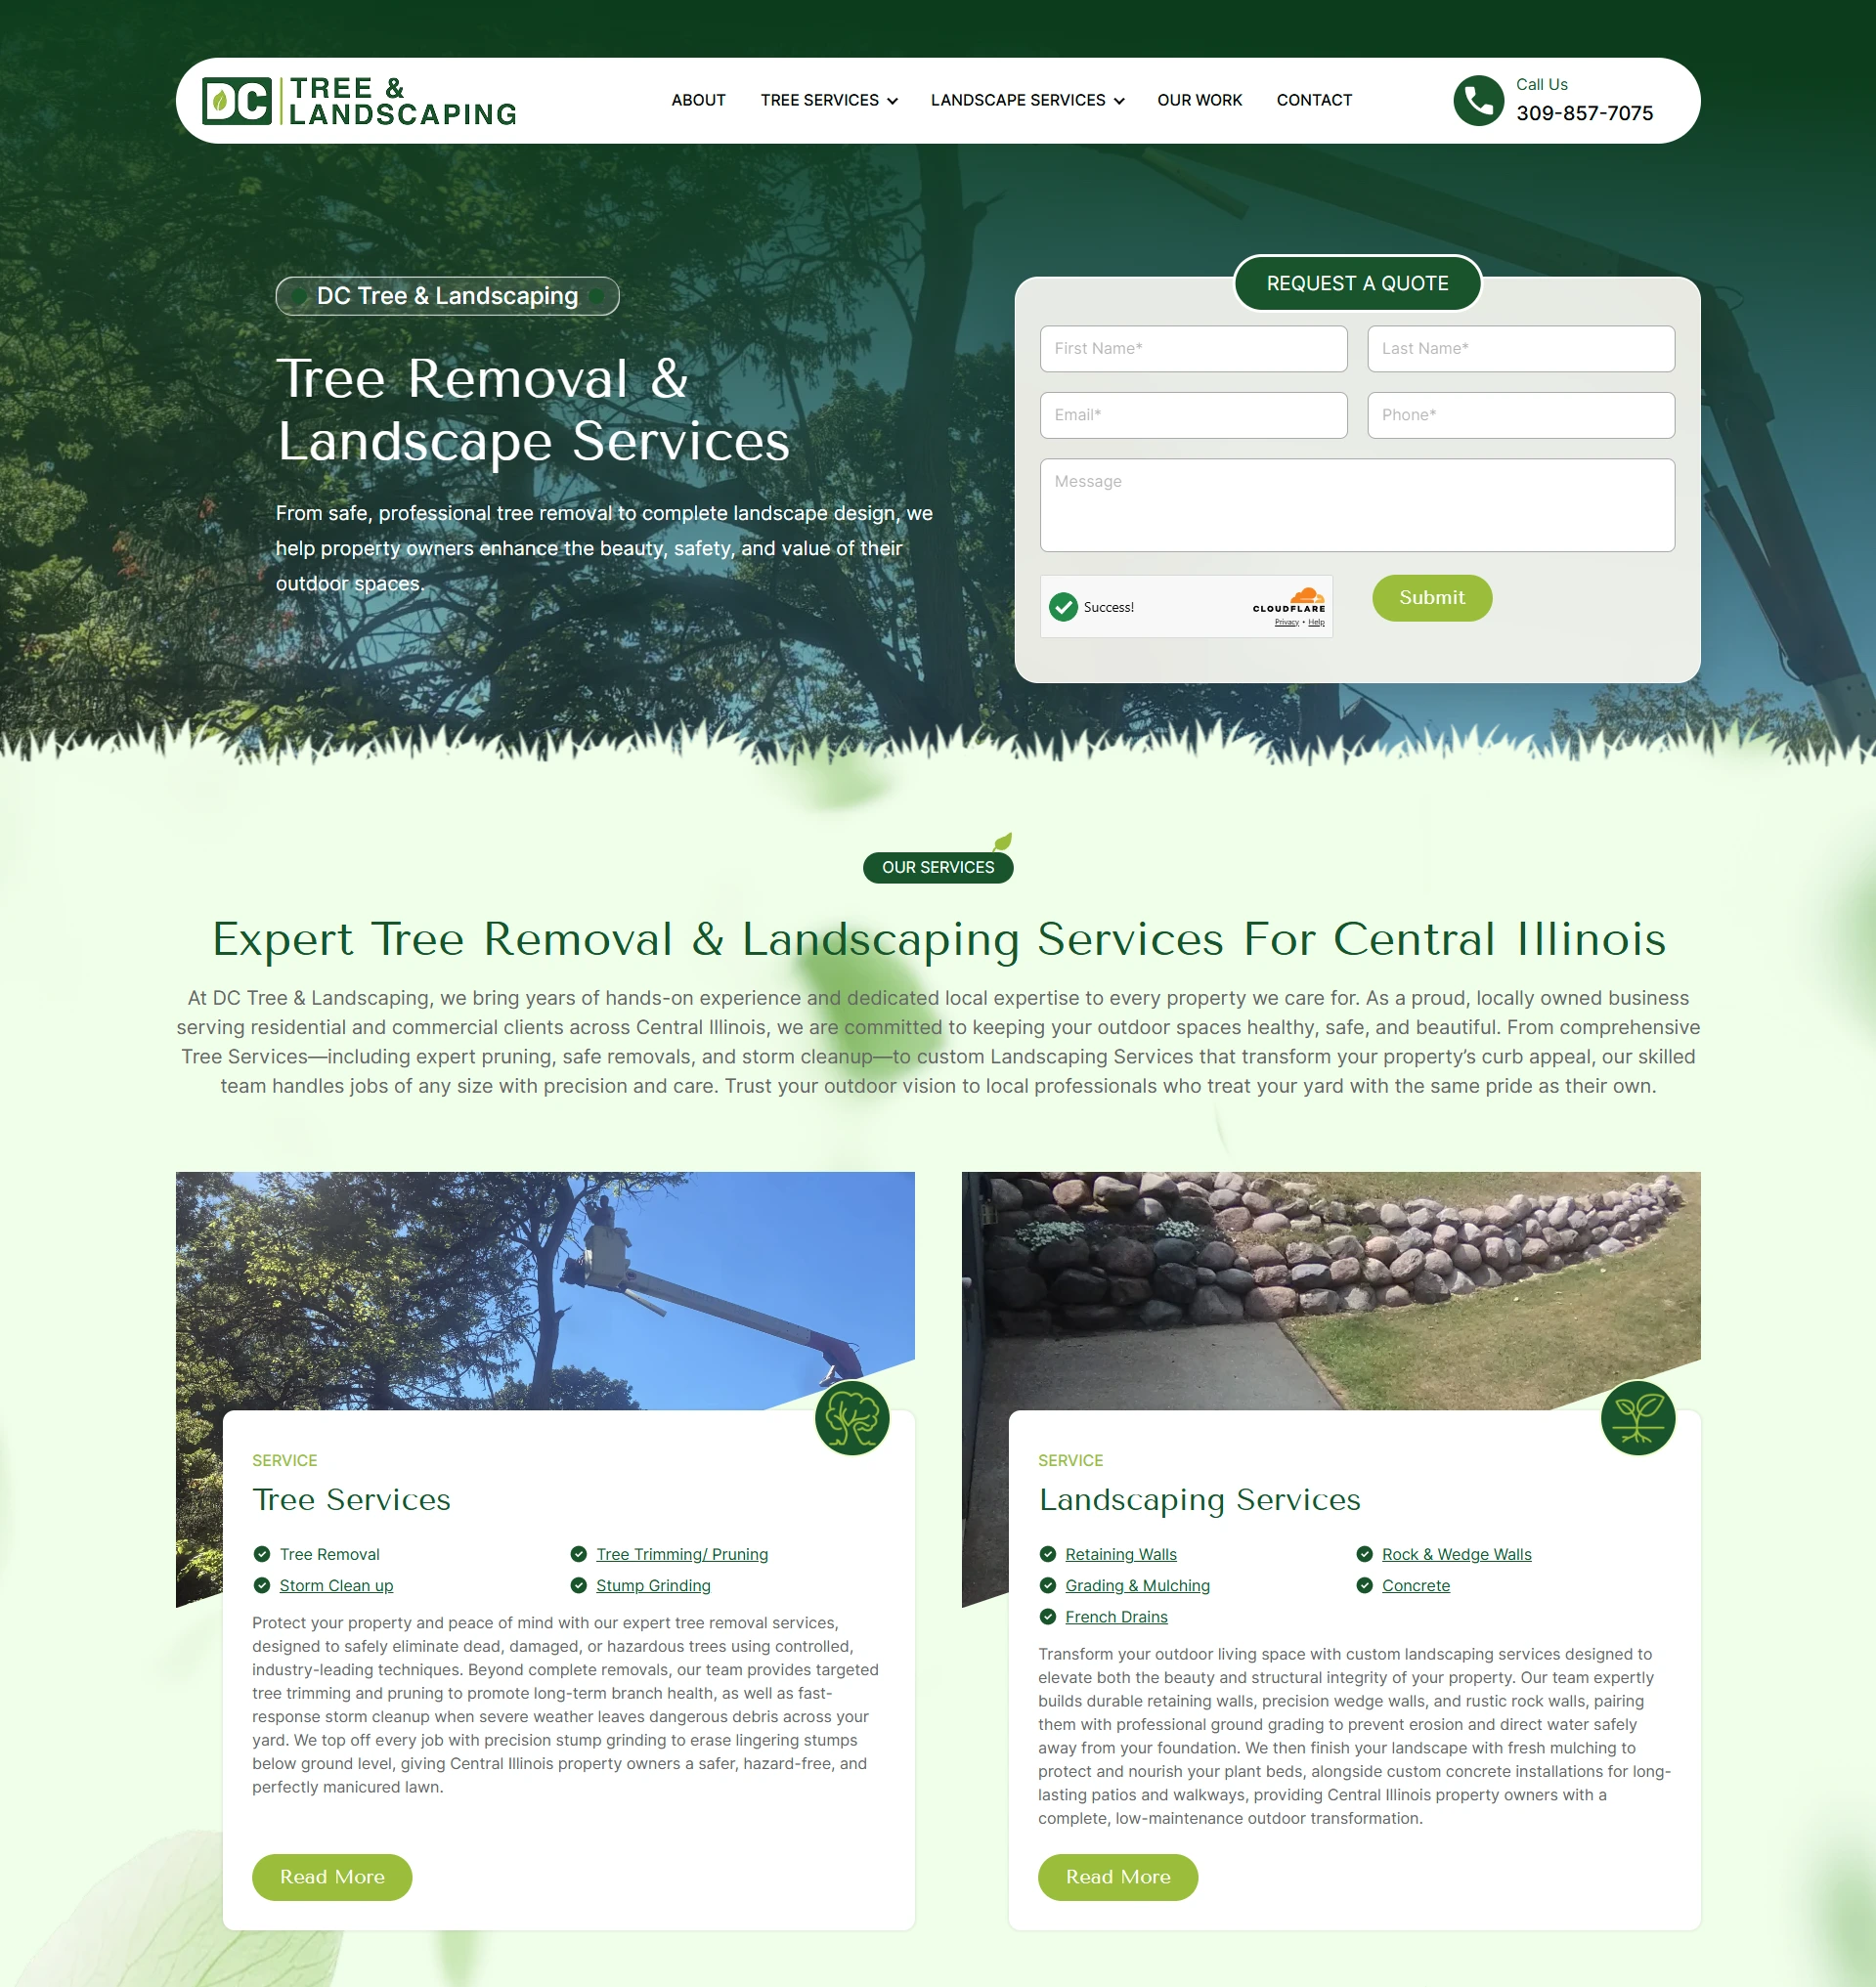 DC TREE &
LANDSCAPING
ABOUT
TREE SERVICES
LANDSCAPE SERVICES
OUR WORK
CONTACT
Call Us
309-857-7075
DC Tree & Landscaping
Tree Removal &
Landscape Services
From safe, professional tree removal to complete landscape design, we
help property owners enhance the beauty, safety, and value of their
outdoor spaces.
REQUEST A QUOTE
First Name*
Last Name*
Email*
Phone*
Message
Success!
CLOUDFLARE
Privacy • Help
Submit
OUR SERVICES
Expert Tree Removal & Landscaping Services For Central Illinois
At DC Tree & Landscaping, we bring years of hands-on experience and dedicated local expertise to every property we care for. As a proud, locally owned business
serving residential and commercial clients across Central Illinois, we are committed to keeping your outdoor spaces healthy, safe, and beautiful. From comprehensive
Tree Services—including expert pruning, safe removals, and storm cleanup—to custom Landscaping Services that transform your property’s curb appeal, our skilled
team handles jobs of any size with precision and care. Trust your outdoor vision to local professionals who treat your yard with the same pride as their own.
SERVICE
Tree Services
Tree Removal
Tree Trimming/ Pruning
Storm Clean up
Stump Grinding
Protect your property and peace of mind with our expert tree removal services,
designed to safely eliminate dead, damaged, or hazardous trees using controlled,
industry-leading techniques. Beyond complete removals, our team provides targeted
tree trimming and pruning to promote long-term branch health, as well as fast-
response storm cleanup when severe weather leaves dangerous debris across your
yard. We top off every job with precision stump grinding to erase lingering stumps
below ground level, giving Central Illinois property owners a safer, hazard-free, and
perfectly manicured lawn.
Read More
SERVICE
Landscaping Services
Retaining Walls
Rock & Wedge Walls
Grading & Mulching
Concrete
French Drains
Transform your outdoor living space with custom landscaping services designed to
elevate both the beauty and structural integrity of your property. Our team expertly
builds durable retaining walls, precision wedge walls, and rustic rock walls, pairing
them with professional ground grading to prevent erosion and direct water safely
away from your foundation. We then finish your landscape with fresh mulching to
protect and nourish your plant beds, alongside custom concrete installations for long-
lasting patios and walkways, providing Central Illinois property owners with a
complete, low-maintenance outdoor transformation.
Read More